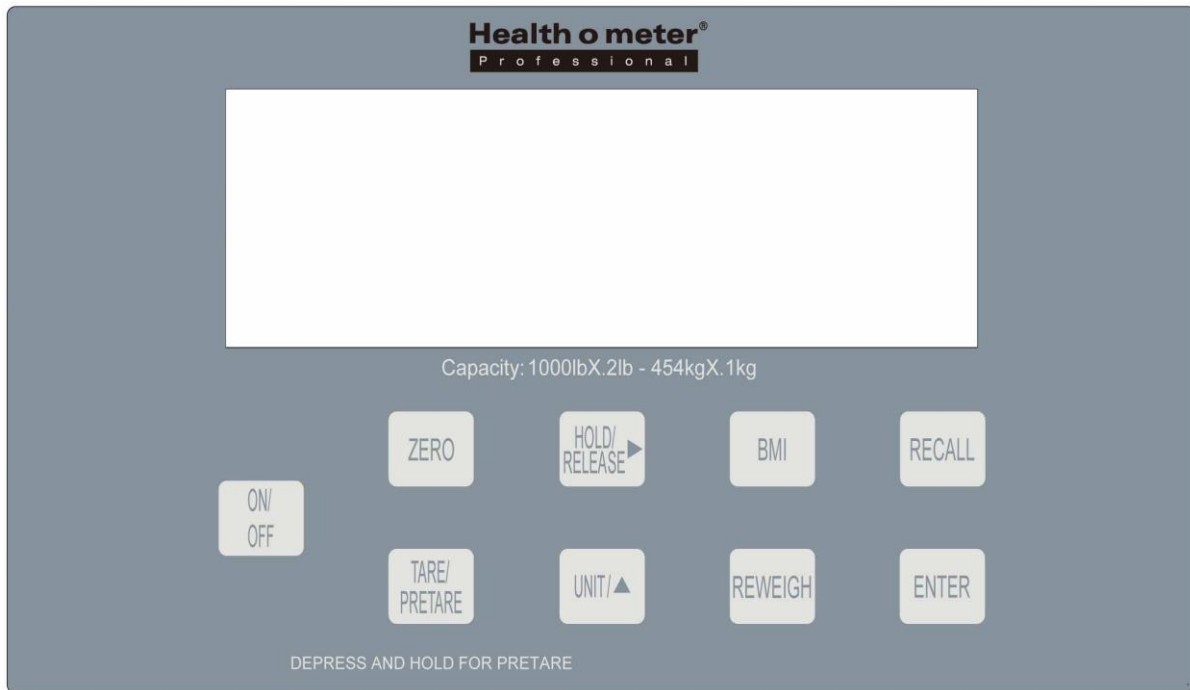 Health o meter®
Professional
Capacity: 1000lbX.2lb - 454kgX.1kg
ZERO
HOLD/
RELEASE ▶
BMI
RECALL
ON/
OFF
TARE/
PRETARE
UNIT/▲
REWEIGH
ENTER
DEPRESS AND HOLD FOR PRETARE